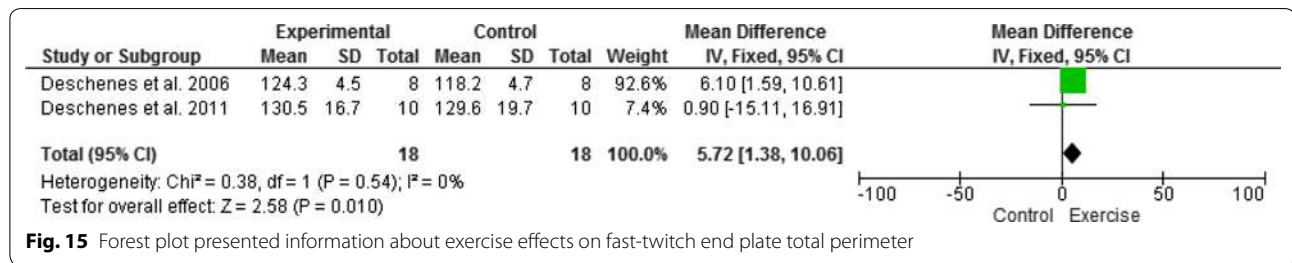 Experimental Control Mean Difference Mean Difference
Study or Subgroup Mean SD Total Mean SD Total Weight IV, Fixed, 95% CI IV, Fixed, 95% CI
Deschenes et al. 2006 124.3 4.5 8 118.2 4.7 8 92.6% 6.10 [1.59, 10.61]
Deschenes et al. 2011 130.5 16.7 10 129.6 19.7 10 7.4% 0.90 [-15.11, 16.91]
Total (95% CI) 18 18 100.0% 5.72 [1.38, 10.06]
Heterogeneity: Chi² = 0.38, df = 1 (P = 0.54); I² = 0%
Test for overall effect: Z = 2.58 (P = 0.010)
-100 -50 0 50 100
Control Exercise
Fig. 15 Forest plot presented information about exercise effects on fast-twitch end plate total perimeter